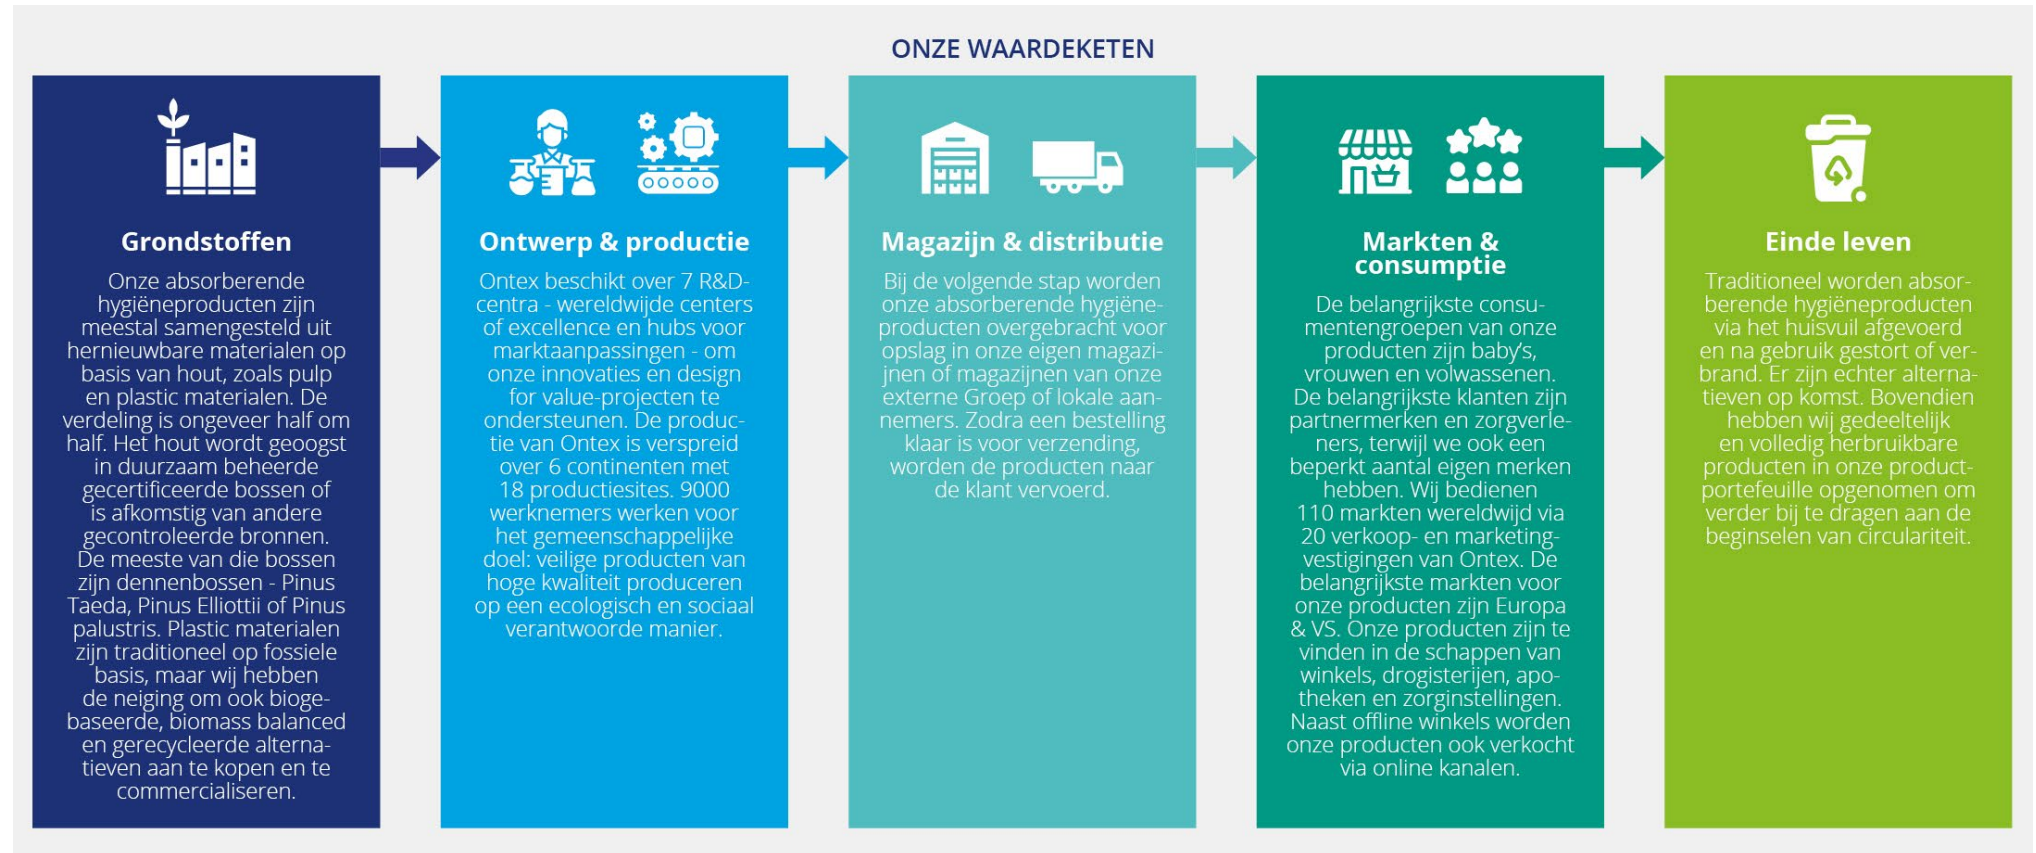 ONZE WAARDEKETEN
Grondstoffen
Onze absorberende
hygiëneproducten zijn
meestal samengesteld uit
hernieuwbare materialen op
basis van hout, zoals pulp
en plastic materialen. De
verdeling is ongeveer half om
half. Het hout wordt geoogst
in duurzaam beheerde
gecertificeerde bossen of
is afkomstig van andere
gecontroleerde bronnen.
De meeste van die bossen
zijn dennenbossen - Pinus
Taeda, Pinus Elliottii of Pinus
palustris. Plastic materialen
zijn traditioneel op fossiele
basis, maar wij hebben
de neiging om ook bioge-
baseerde, biomass balanced
en gerecycleerde alterna-
tieven aan te kopen en te
commercialiseren.
Ontwerp & productie
Ontex beschikt over 7 R&D-
centra - wereldwijde centers
of excellence en hubs voor
marktaanpassingen - om
onze innovaties en design
for value-projecten te
ondersteunen. De produc-
tie van Ontex is verspreid
over 6 continenten met
18 productiesites. 9000
werknemers werken voor
het gemeenschappelijke
doel: veilige producten van
hoge kwaliteit produceren
op een ecologisch en sociaal
verantwoorde manier.
Magazijn & distributie
Bij de volgende stap worden
onze absorberende hygiëne-
producten overgebracht voor
opslag in onze eigen magazi-
jnen of magazijnen van onze
externe Groep of lokale aan-
nemers. Zodra een bestelling
klaar is voor verzending,
worden de producten naar
de klant vervoerd.
Markten &
consumptie
De belangrijkste consu-
mentengroepen van onze
producten zijn baby's,
vrouwen en volwassenen.
De belangrijkste klanten zijn
partnermerken en zorgverle-
ners, terwijl we ook een
beperkt aantal eigen merken
hebben. Wij bedienen
110 markten wereldwijd via
20 verkoop- en marketing-
vestigingen van Ontex. De
belangrijkste markten voor
onze producten zijn Europa
& VS. Onze producten zijn te
vinden in de schappen van
winkels, drogisterijen, apo-
theken en zorginstellingen.
Naast offline winkels worden
onze producten ook verkocht
via online kanalen.
Einde leven
Traditioneel worden absor-
berende hygiëneproducten
via het huisvuil afgevoerd
en na gebruik gestort of ver-
brand. Er zijn echter alterna-
tieven op komst. Bovendien
hebben wij gedeeltelijk
en volledig herbruikbare
producten in onze product-
portefeuille opgenomen om
verder bij te dragen aan de
beginselen van circulariteit.